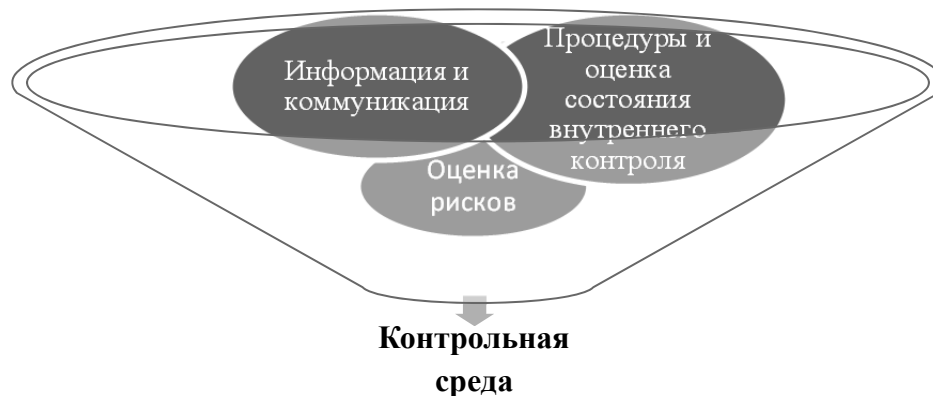 Информация и
коммуникация
Процедуры и
оценка
состояния
внутреннего
контроля
Оценка
рисков
Контрольная
среда